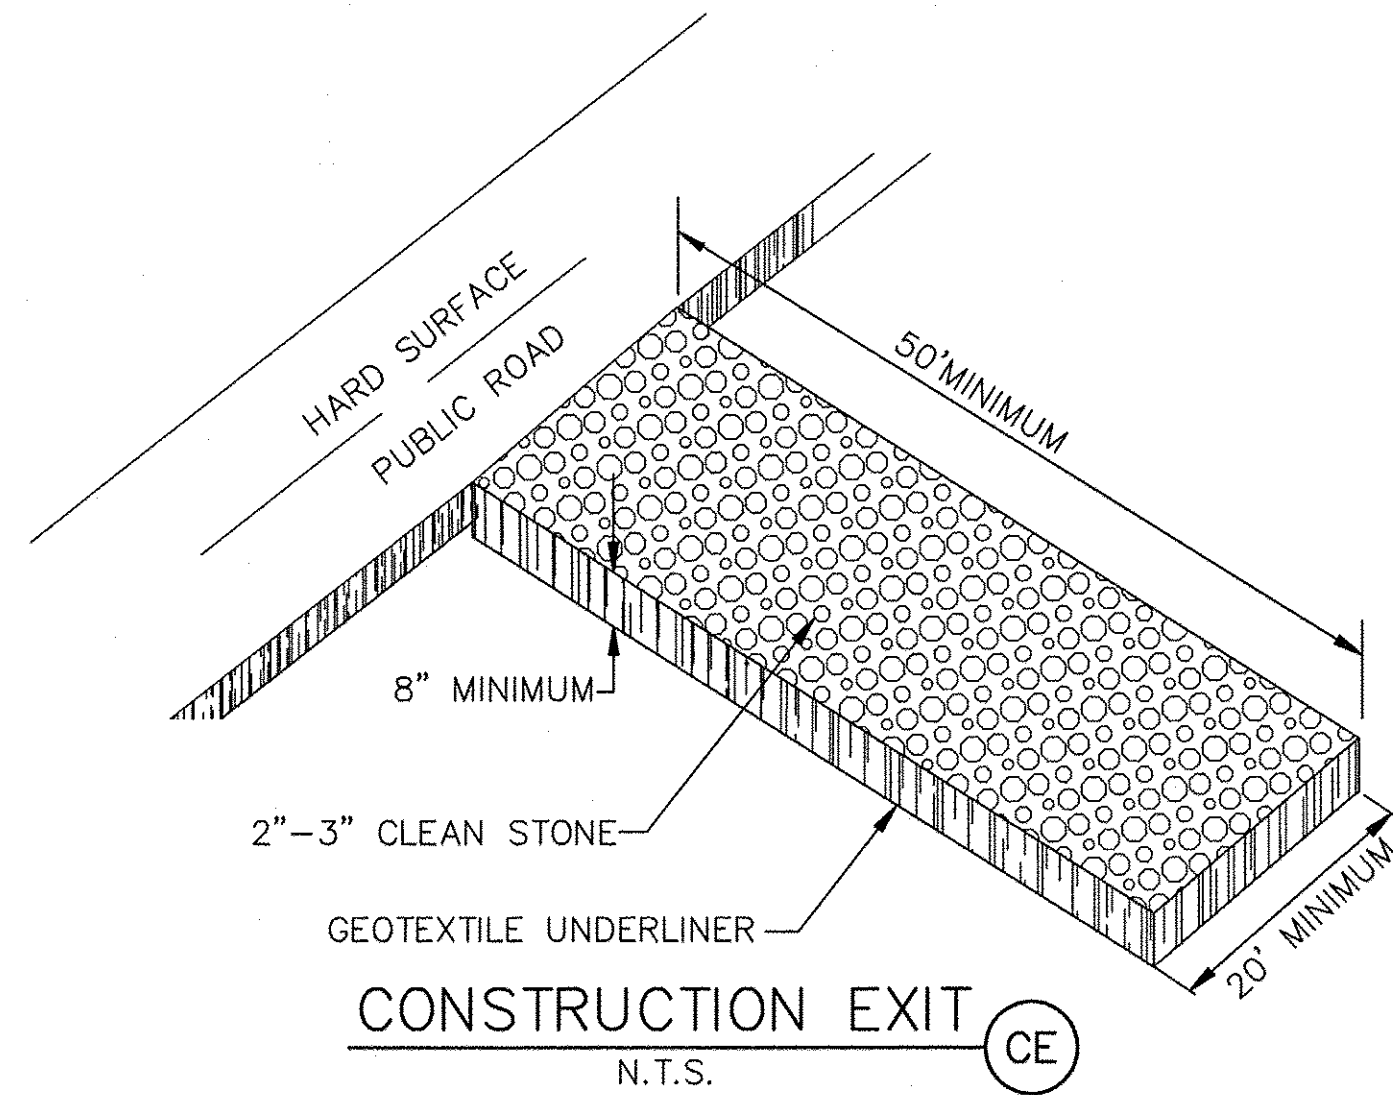 HARD SURFACE
PUBLIC ROAD
50'MINIMUM
8" MINIMUM
2"-3" CLEAN STONE
GEOTEXTILE UNDERLINER
20' MINIMUM
CONSTRUCTION EXIT
CE
N.T.S.